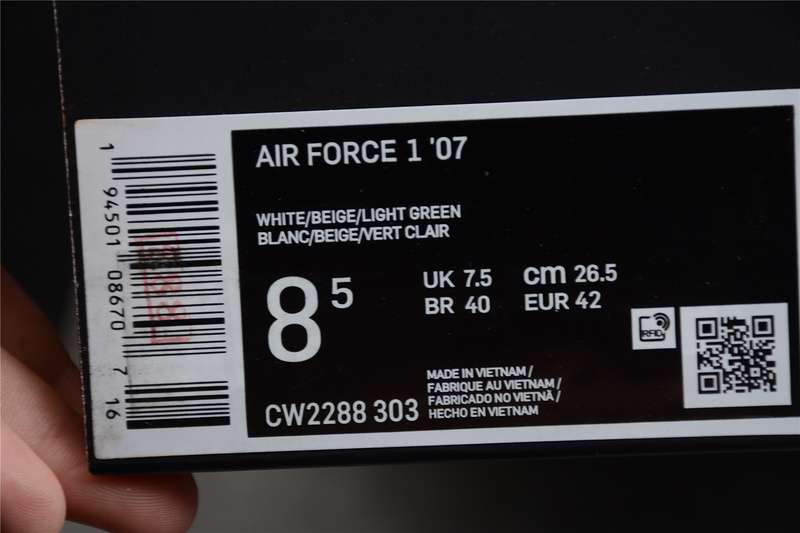 1 94501 08670 7 16
AIR FORCE 1 '07
WHITE/BEIGE/LIGHT GREEN
BLANC/BEIGE/VERT CLAIR
8 5
UK 7.5 cm 26.5
BR 40 EUR 42
RFID
MADE IN VIETNAM /
FABRIQUE AU VIETNAM /
FABRICADO NO VIETNÃ /
HECHO EN VIETNAM
CW2288 303